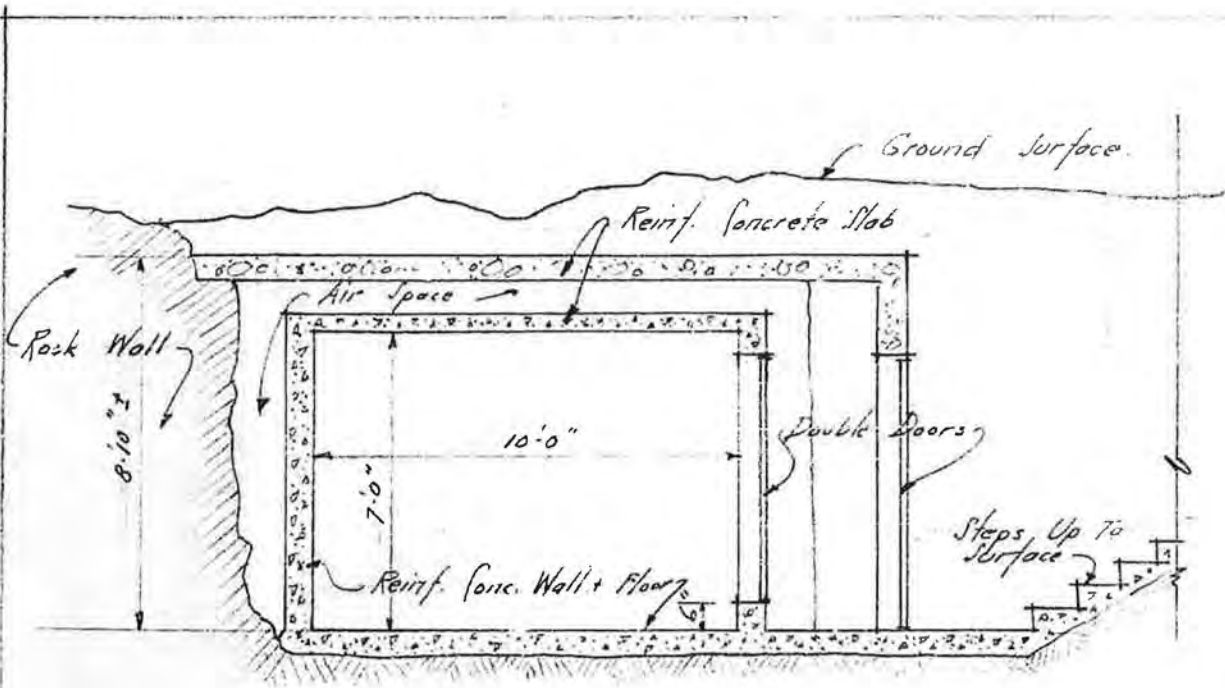 Ground Surface.
Reinf. Concrete Slab
Air Space
Rock Wall
8'-10" ±
10'-0"
7'-0"
Double Doors
Steps Up To
Surface
Reinf. Conc. Wall & Floor